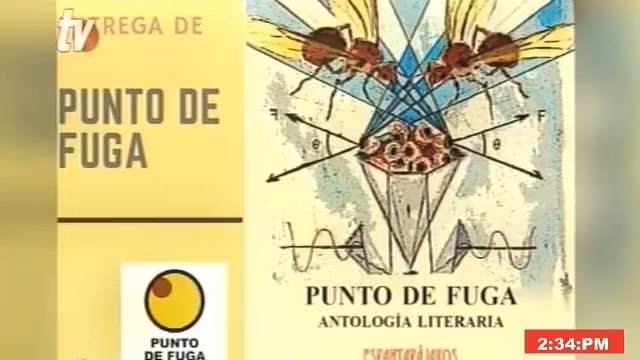 tv
TREGA DE
PUNTO DE
FUGA
PUNTO
DE FUGA
F
θ
F
θ
PUNTO DE FUGA
ANTOLOGÍA LITERARIA
2:34:PM